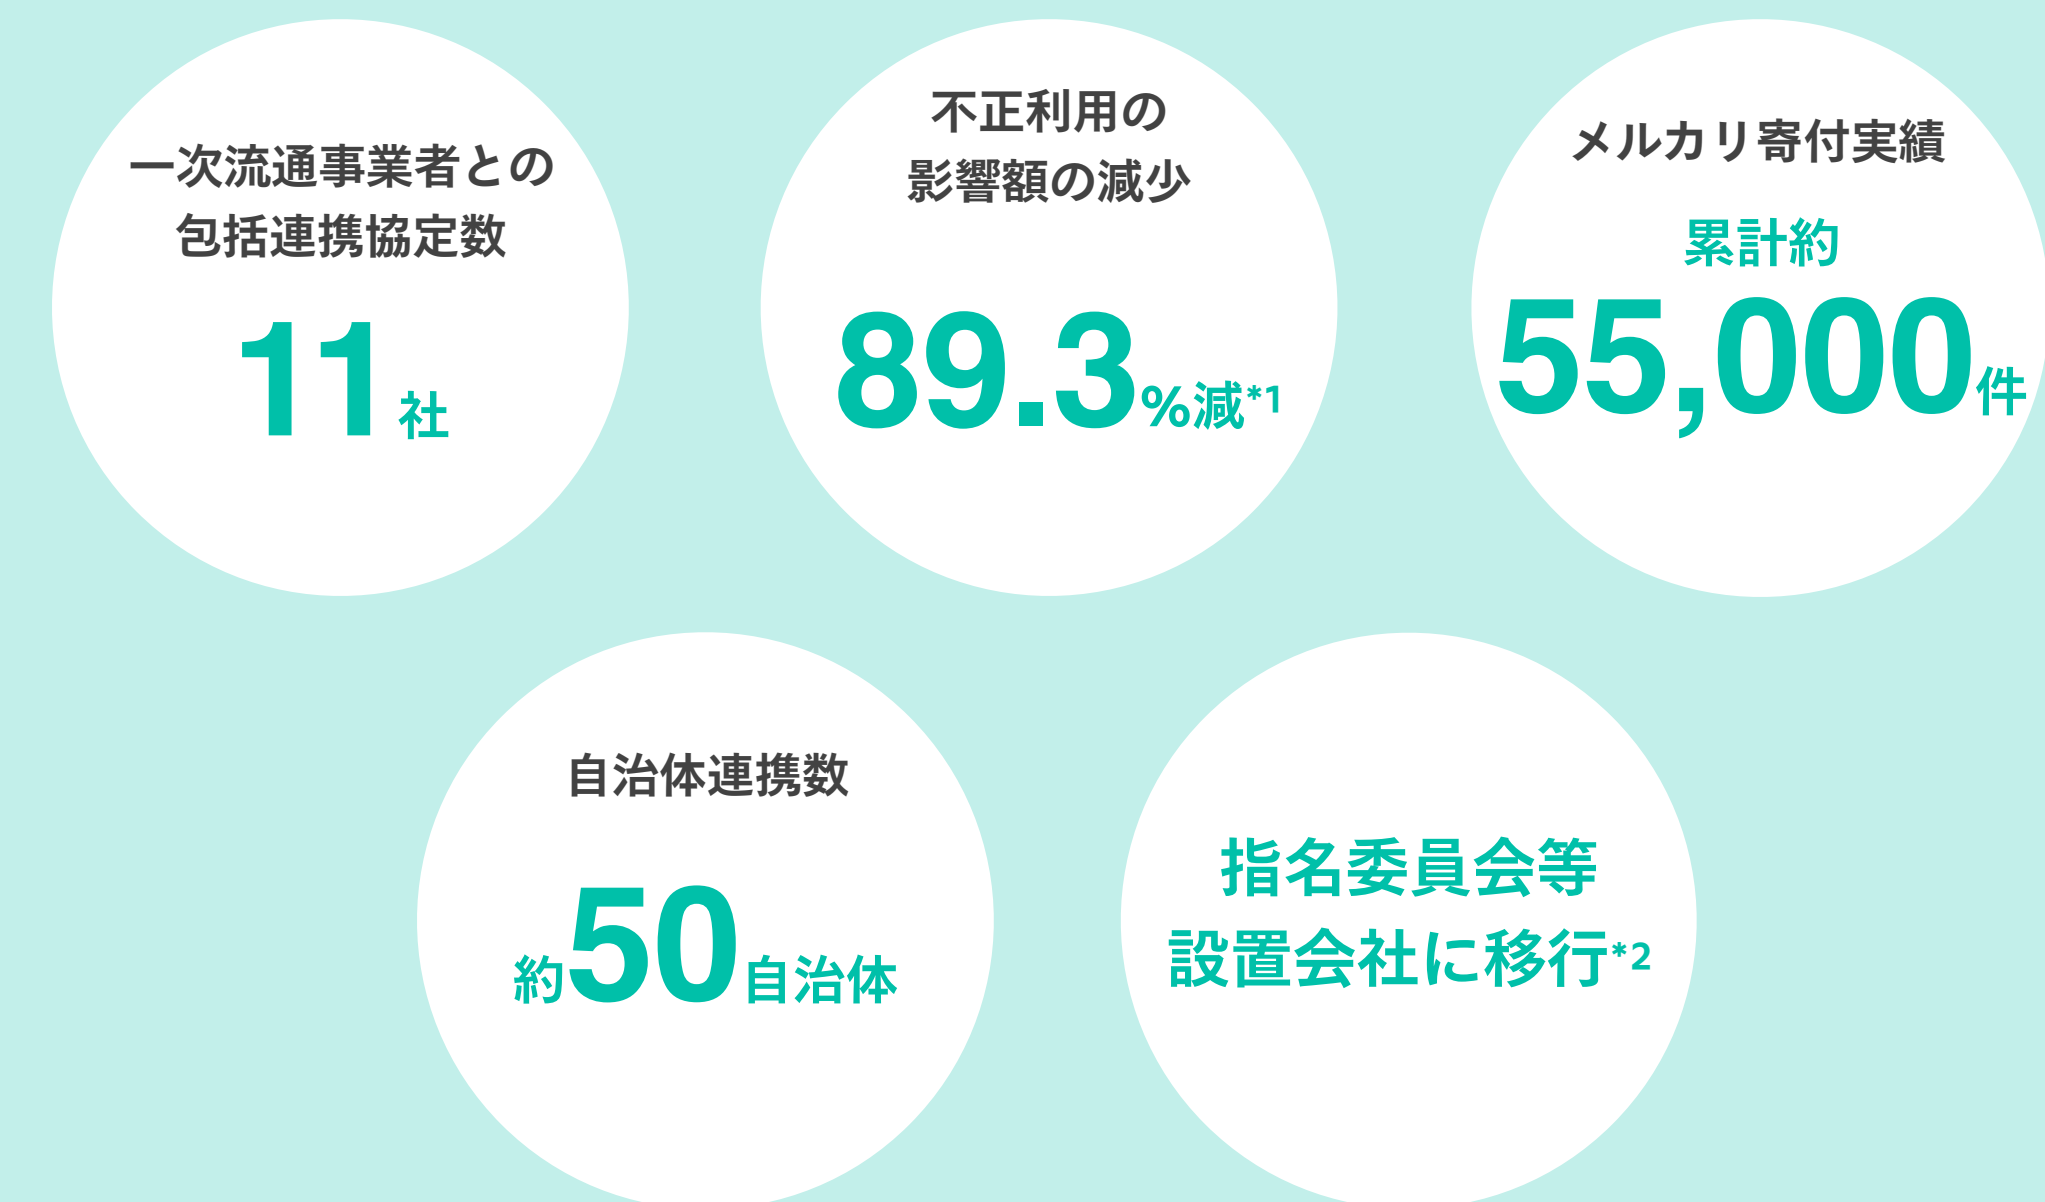 一次流通事業者との
包括連携協定数
11社
不正利用の
影響額の減少
89.3%減*1
メルカリ寄付実績
累計約
55,000件
自治体連携数
約50自治体
指名委員会等
設置会社に移行*2